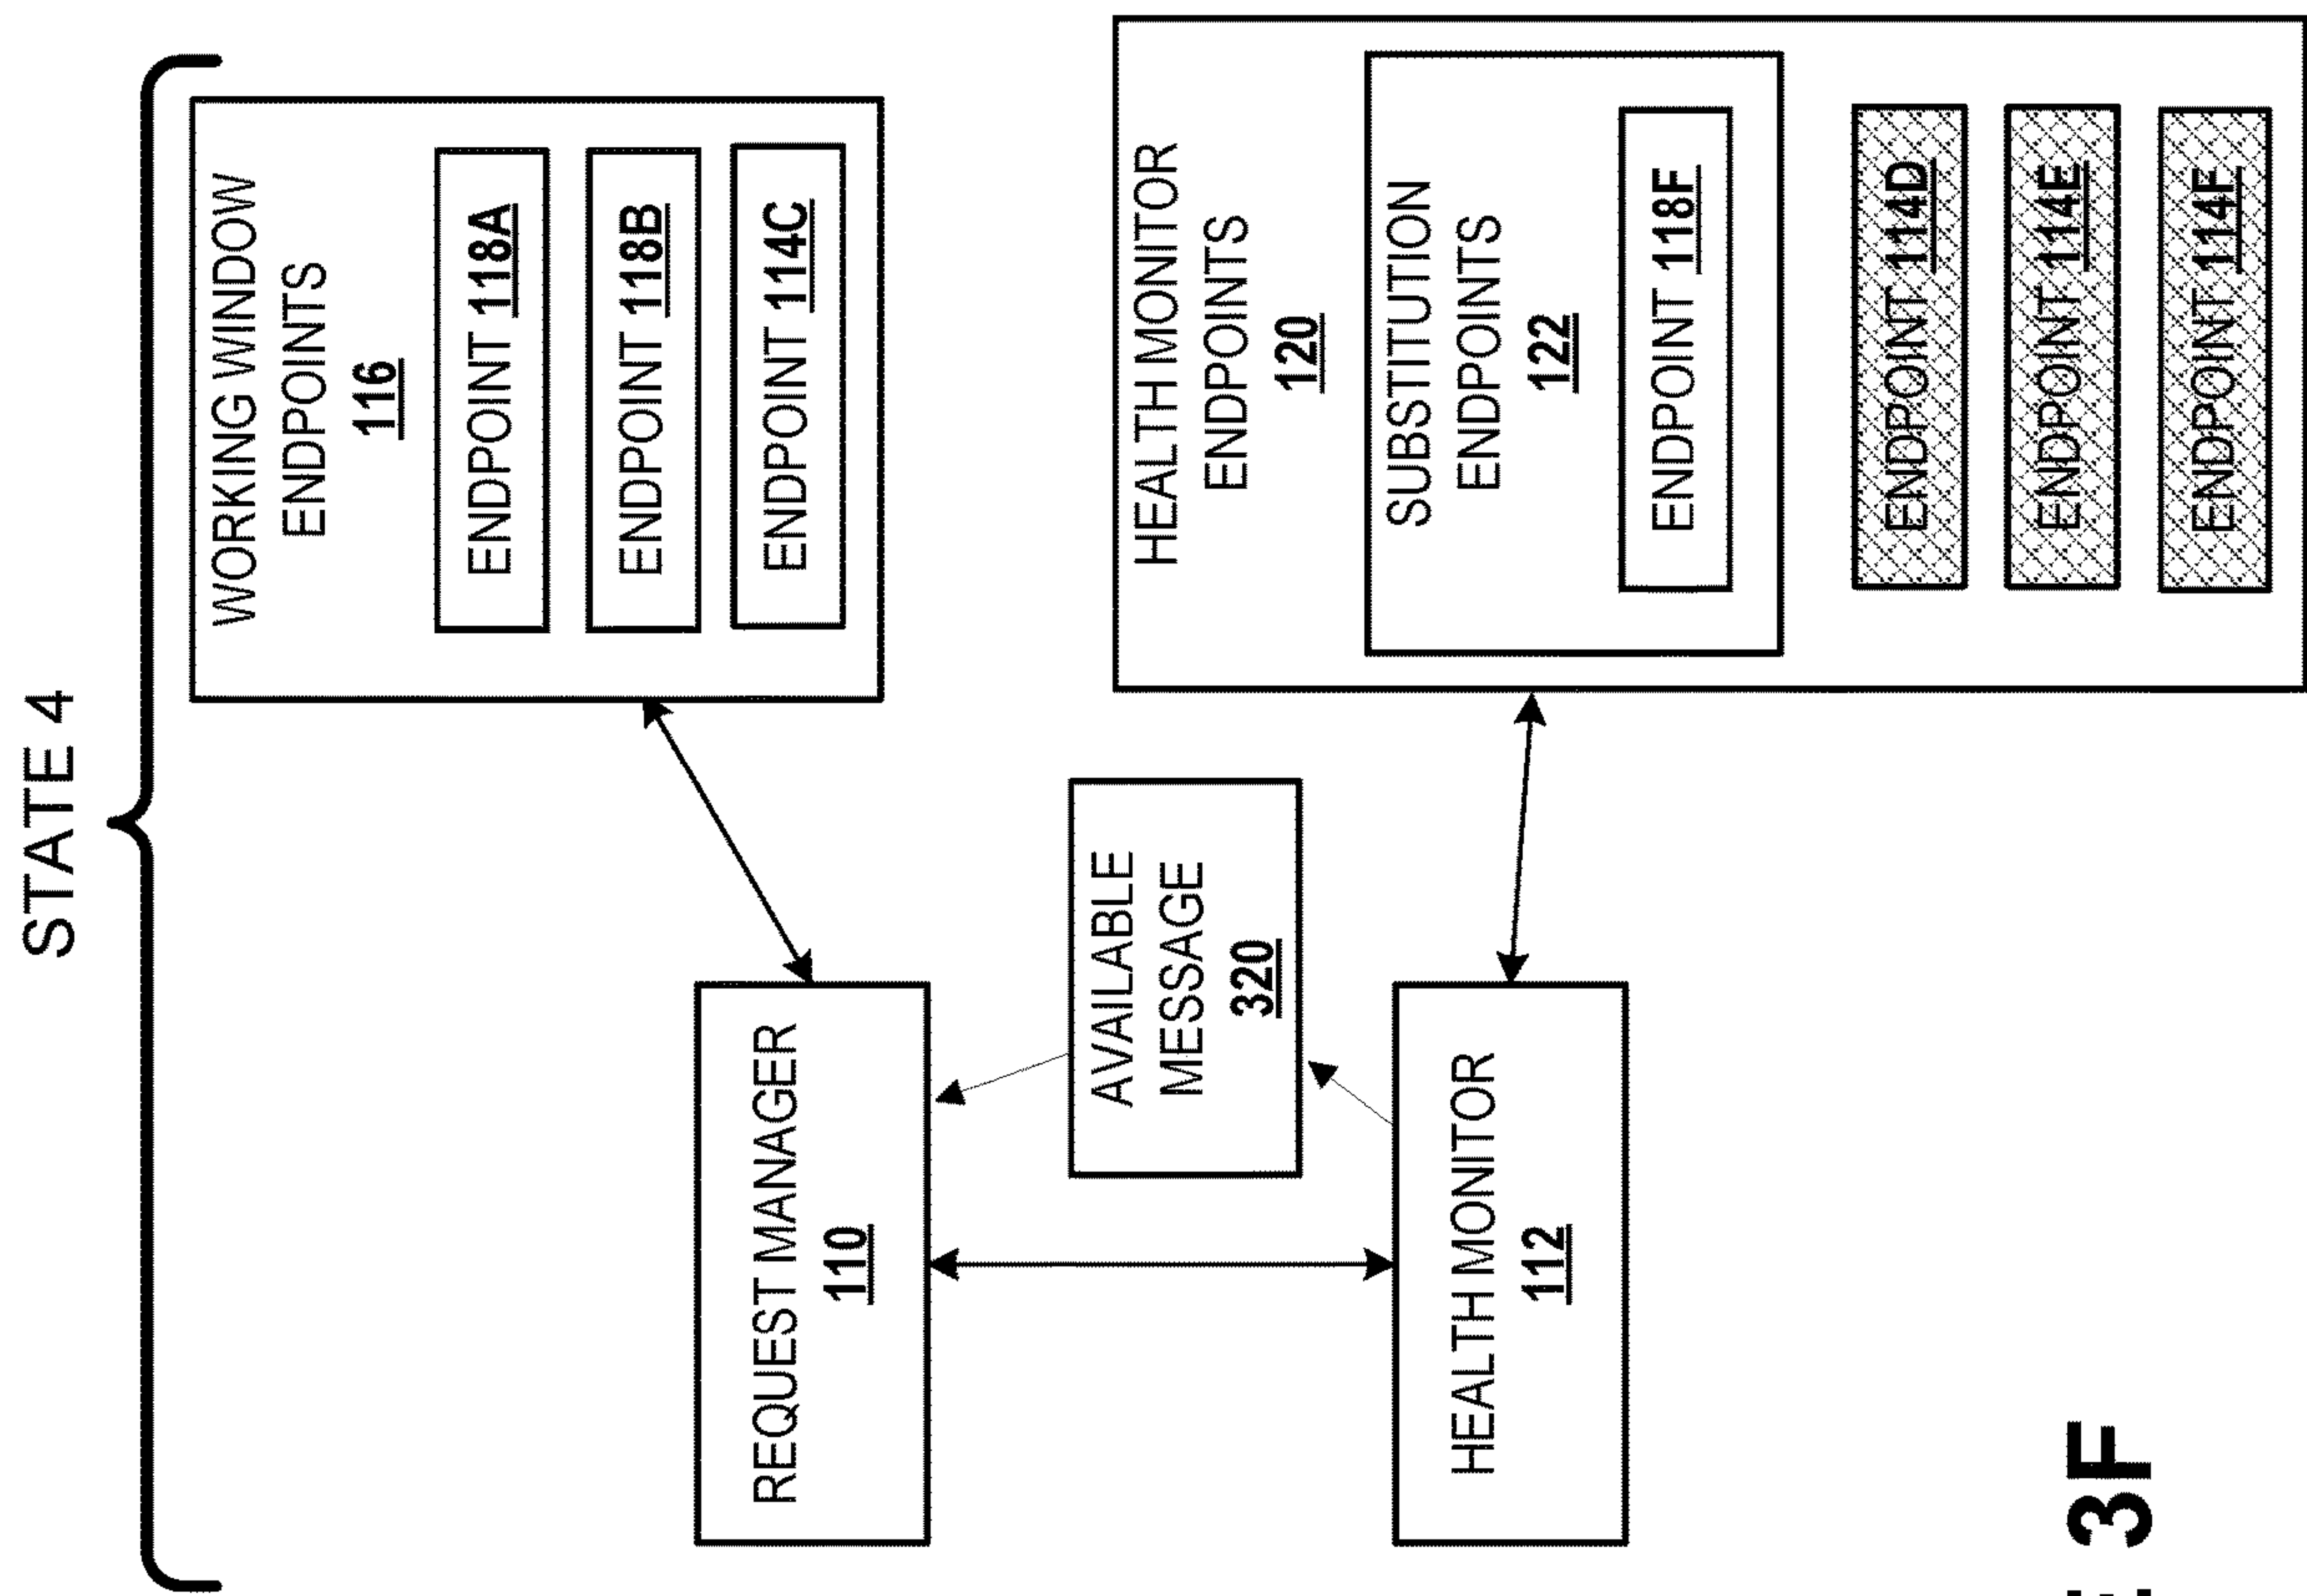 STATE 4
WORKING WINDOW
ENDPOINTS
116
ENDPOINT 118A
ENDPOINT 118B
ENDPOINT 114C
REQUEST MANAGER
110
AVAILABLE
MESSAGE
320
HEALTH MONITOR
112
HEALTH MONITOR
ENDPOINTS
120
SUBSTITUTION
ENDPOINTS
122
ENDPOINT 118F
ENDPOINT 114D
ENDPOINT 114E
ENDPOINT 114F
3F